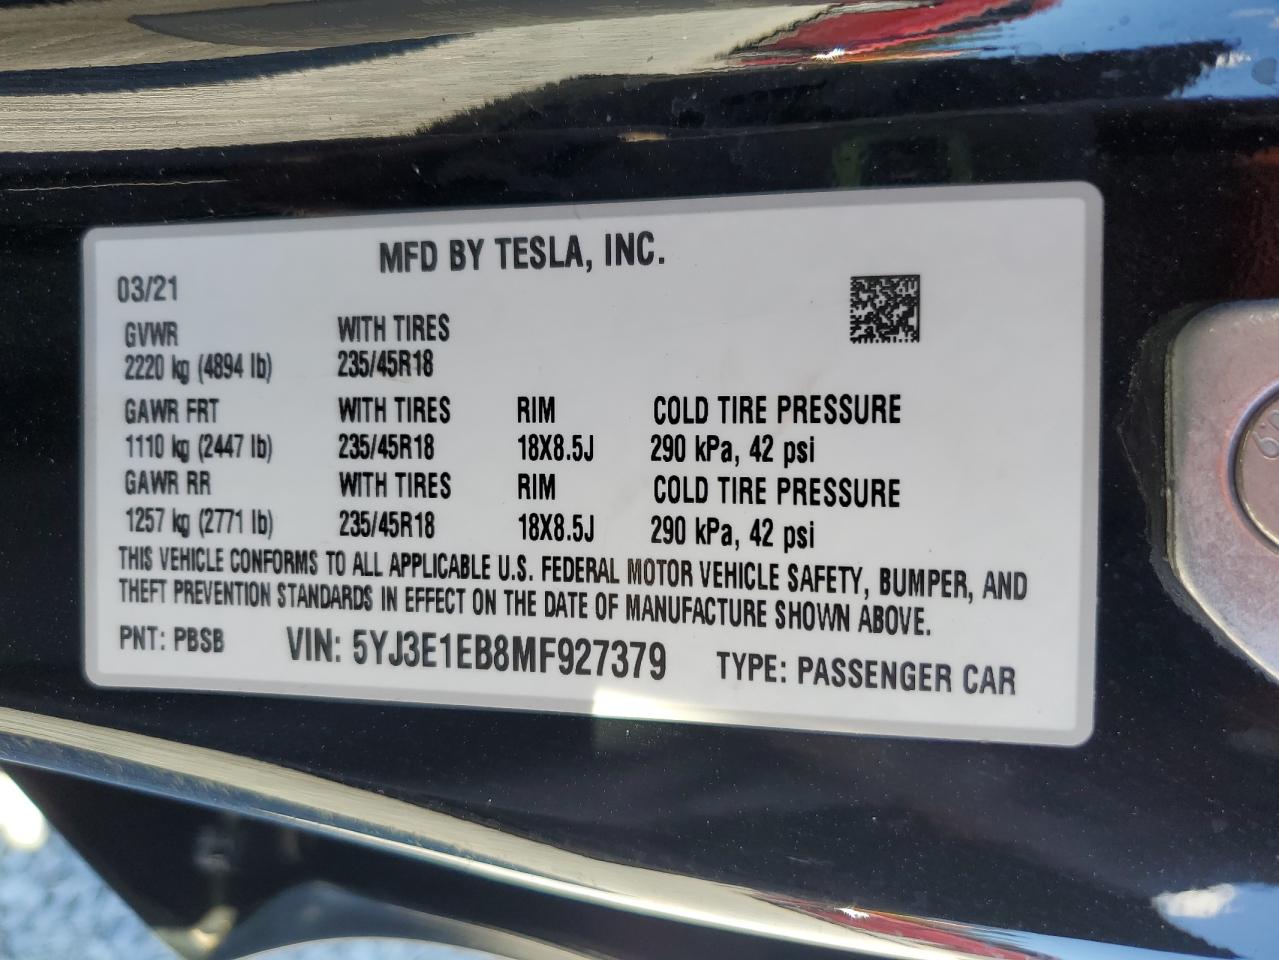 MFD BY TESLA, INC.
03/21
GVWR WITH TIRES
2220 kg (4894 lb) 235/45R18
GAWR FRT WITH TIRES RIM COLD TIRE PRESSURE
1110 kg (2447 lb) 235/45R18 18X8.5J 290 kPa, 42 psi
GAWR RR WITH TIRES RIM COLD TIRE PRESSURE
1257 kg (2771 lb) 235/45R18 18X8.5J 290 kPa, 42 psi
THIS VEHICLE CONFORMS TO ALL APPLICABLE U.S. FEDERAL MOTOR VEHICLE SAFETY, BUMPER, AND
THEFT PREVENTION STANDARDS IN EFFECT ON THE DATE OF MANUFACTURE SHOWN ABOVE.
PNT: PBSB VIN: 5YJ3E1EB8MF927379 TYPE: PASSENGER CAR